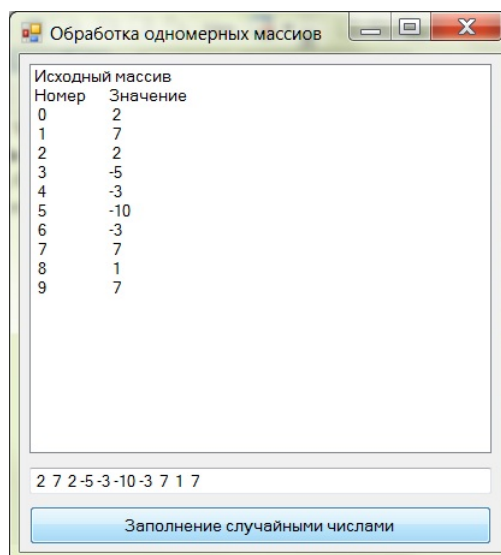 Обработка одномерных массиов
Исходный массив
Номер Значение
0 2
1 7
2 2
3 -5
4 -3
5 -10
6 -3
7 7
8 1
9 7
2 7 2 -5 -3 -10 -3 7 1 7
Заполнение случайными числами